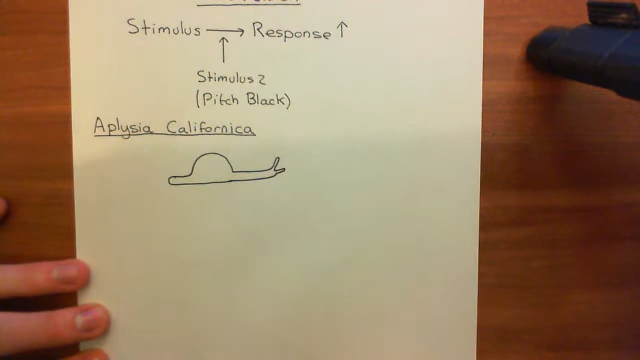 Stimulus → Response ↑
↑
Stimulus 2
(Pitch Black)
Aplysia Californica